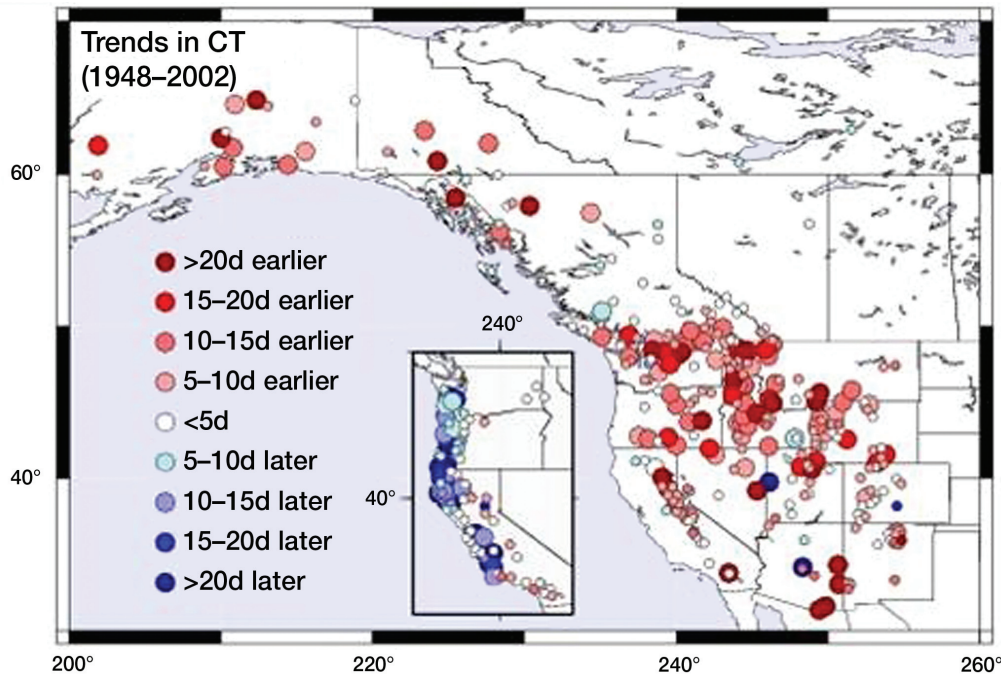 Trends in CT
(1948–2002)
60°
>20d earlier
15–20d earlier
10–15d earlier
5–10d earlier
<5d
5–10d later
10–15d later
15–20d later
>20d later
240°
40°
40°
200°
220°
240°
260°